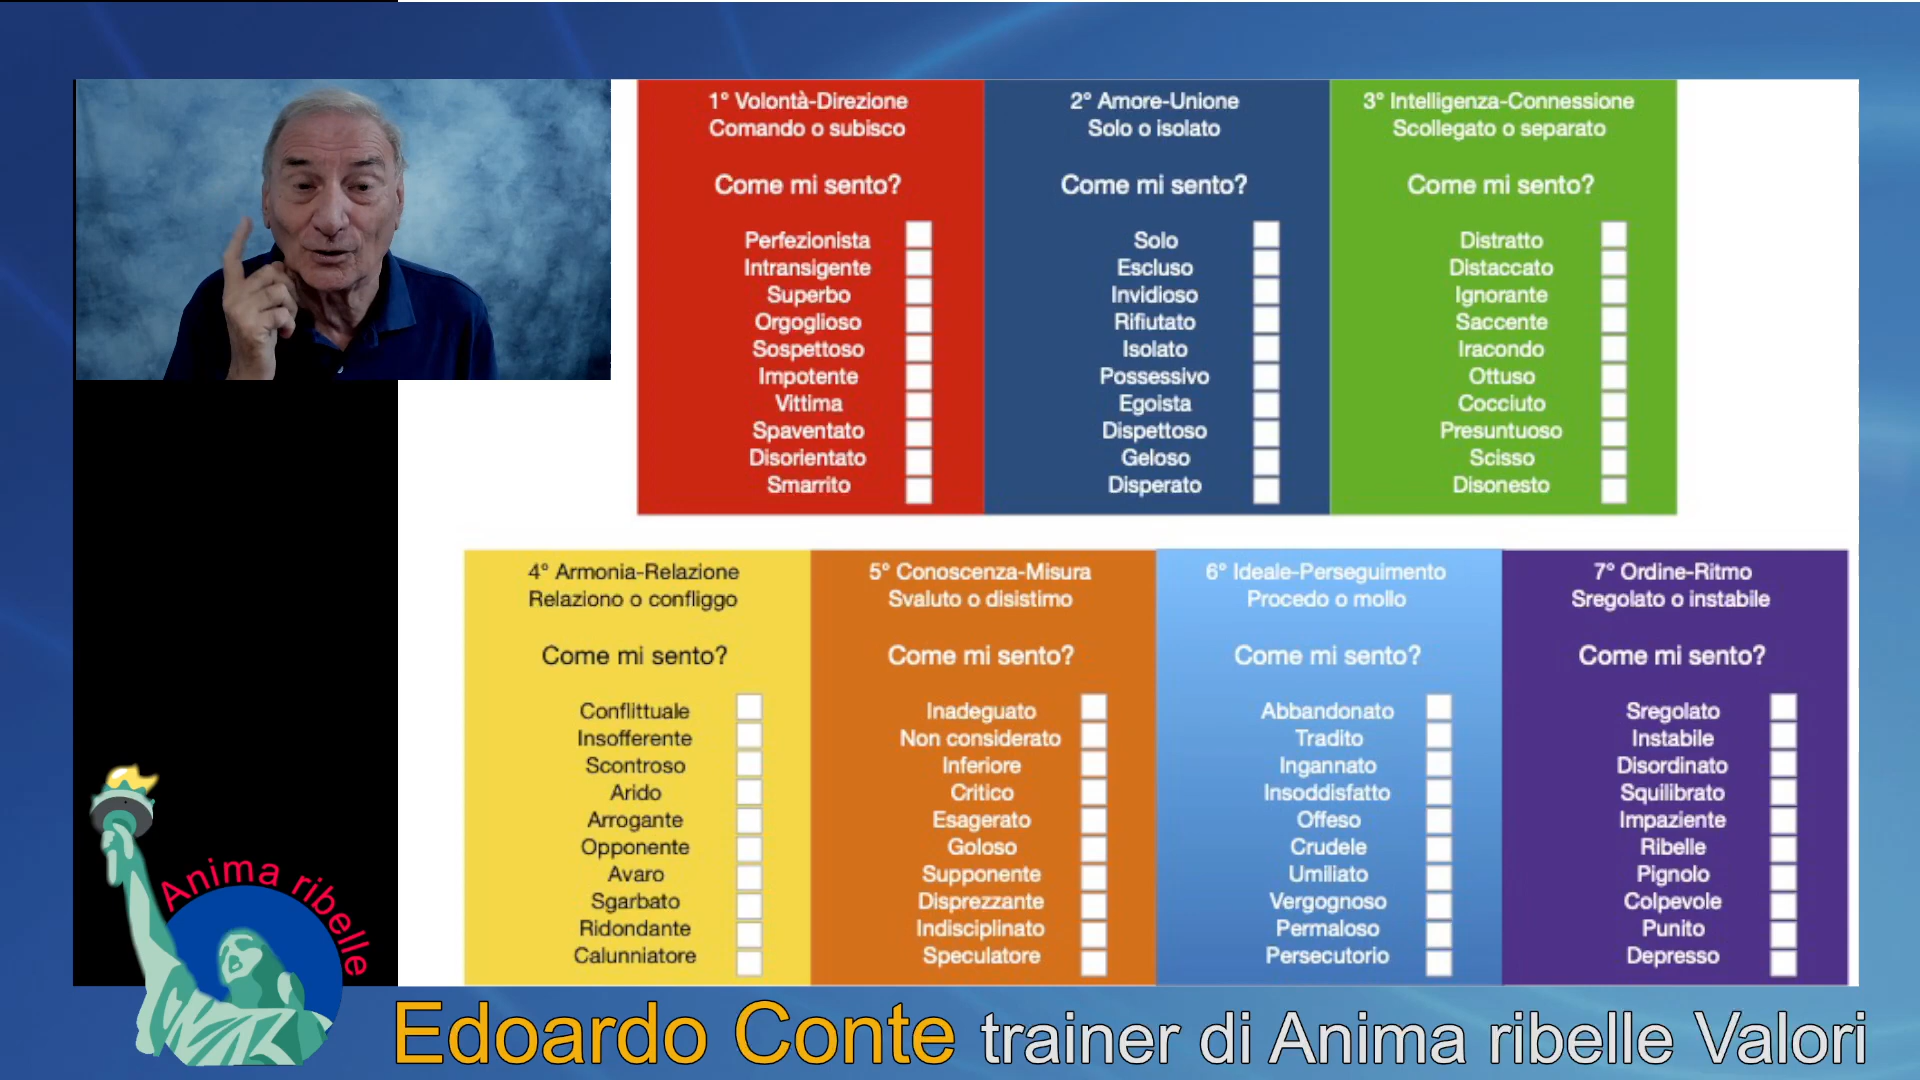 1° Volontà-Direzione
Comando o subisco
Come mi sento?
Perfezionista
Intransigente
Superbo
Orgoglioso
Sospettoso
Impotente
Vittima
Spaventato
Disorientato
Smarrito
2° Amore-Unione
Solo o isolato
Come mi sento?
Solo
Escluso
Invidioso
Rifiutato
Isolato
Possessivo
Egoista
Dispettoso
Geloso
Disperato
3° Intelligenza-Connessione
Scollegato o separato
Come mi sento?
Distratto
Distaccato
Ignorante
Saccente
Iracondo
Ottuso
Cocciuto
Presuntuoso
Scisso
Disonesto
4° Armonia-Relazione
Relaziono o confliggo
Come mi sento?
Conflittuale
Insofferente
Scontroso
Arido
Arrogante
Opponente
Avaro
Sgarbato
Ridondante
Calunniatore
5° Conoscenza-Misura
Svaluto o disistimo
Come mi sento?
Inadeguato
Non considerato
Inferiore
Critico
Esagerato
Goloso
Supponente
Disprezzante
Indisciplinato
Speculatore
6° Ideale-Perseguimento
Procedo o mollo
Come mi sento?
Abbandonato
Tradito
Ingannato
Insoddisfatto
Offeso
Crudele
Umiliato
Vergognoso
Permaloso
Persecutorio
7° Ordine-Ritmo
Sregolato o instabile
Come mi sento?
Sregolato
Instabile
Disordinato
Squilibrato
Impaziente
Ribelle
Pignolo
Colpevole
Punito
Depresso
Anima ribelle
Edoardo Conte trainer di Anima ribelle Valori